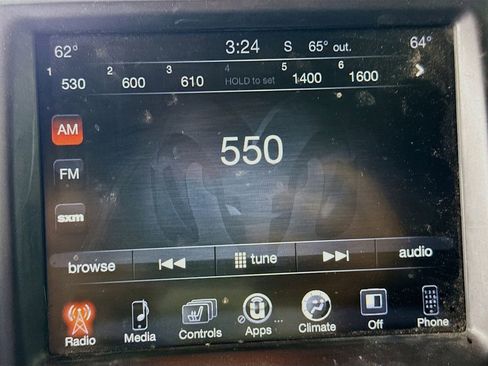 62° 3:24 S 65° out. 64°
1 530 2 600 3 610 4 HOLD to set 5 1400 6 1600
AM
550
FM
sxm
browse tune audio
Radio Media Controls Apps ... Climate Off Phone